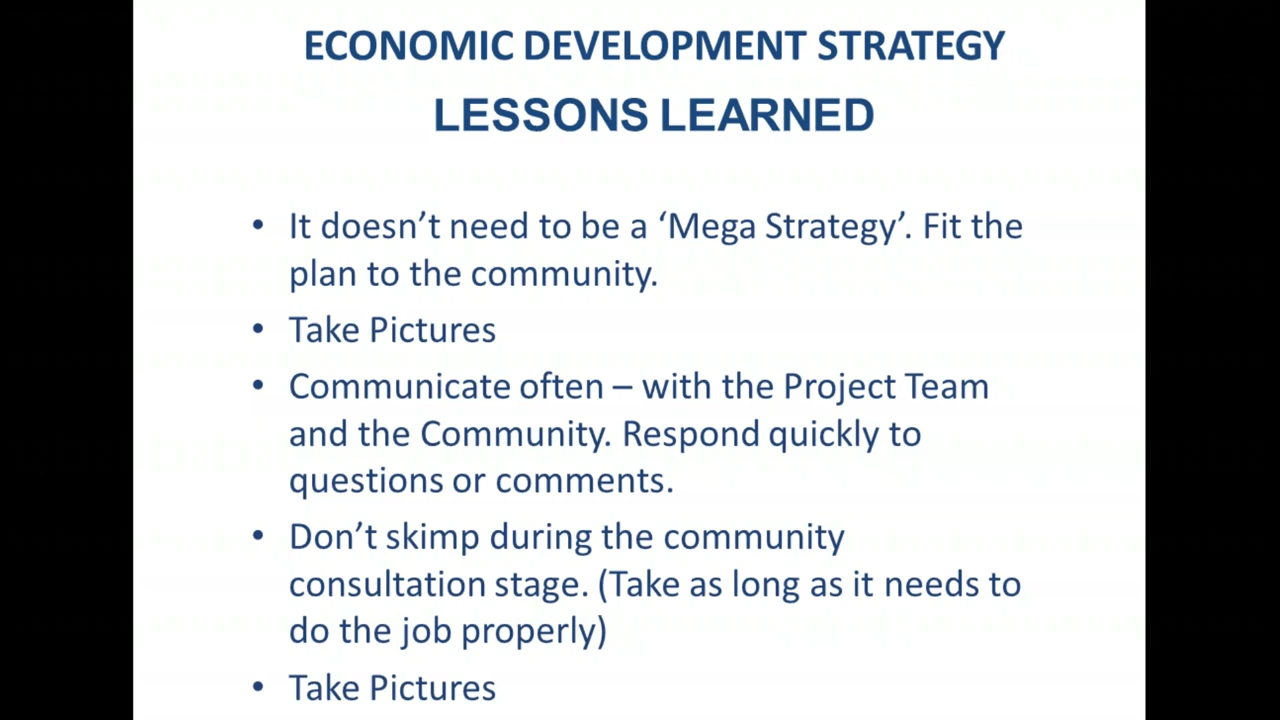 ECONOMIC DEVELOPMENT STRATEGY
LESSONS LEARNED
• It doesn’t need to be a ‘Mega Strategy’. Fit the
plan to the community.
• Take Pictures
• Communicate often – with the Project Team
and the Community. Respond quickly to
questions or comments.
• Don’t skimp during the community
consultation stage. (Take as long as it needs to
do the job properly)
• Take Pictures